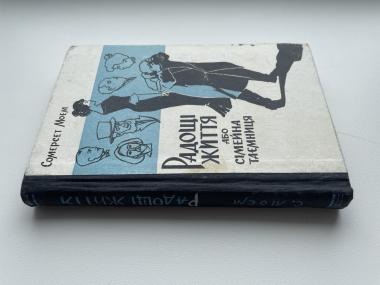 Сомерсет Моем
Радощі
життя
або
сімейна
таємниця
С. Моем Радощі життя